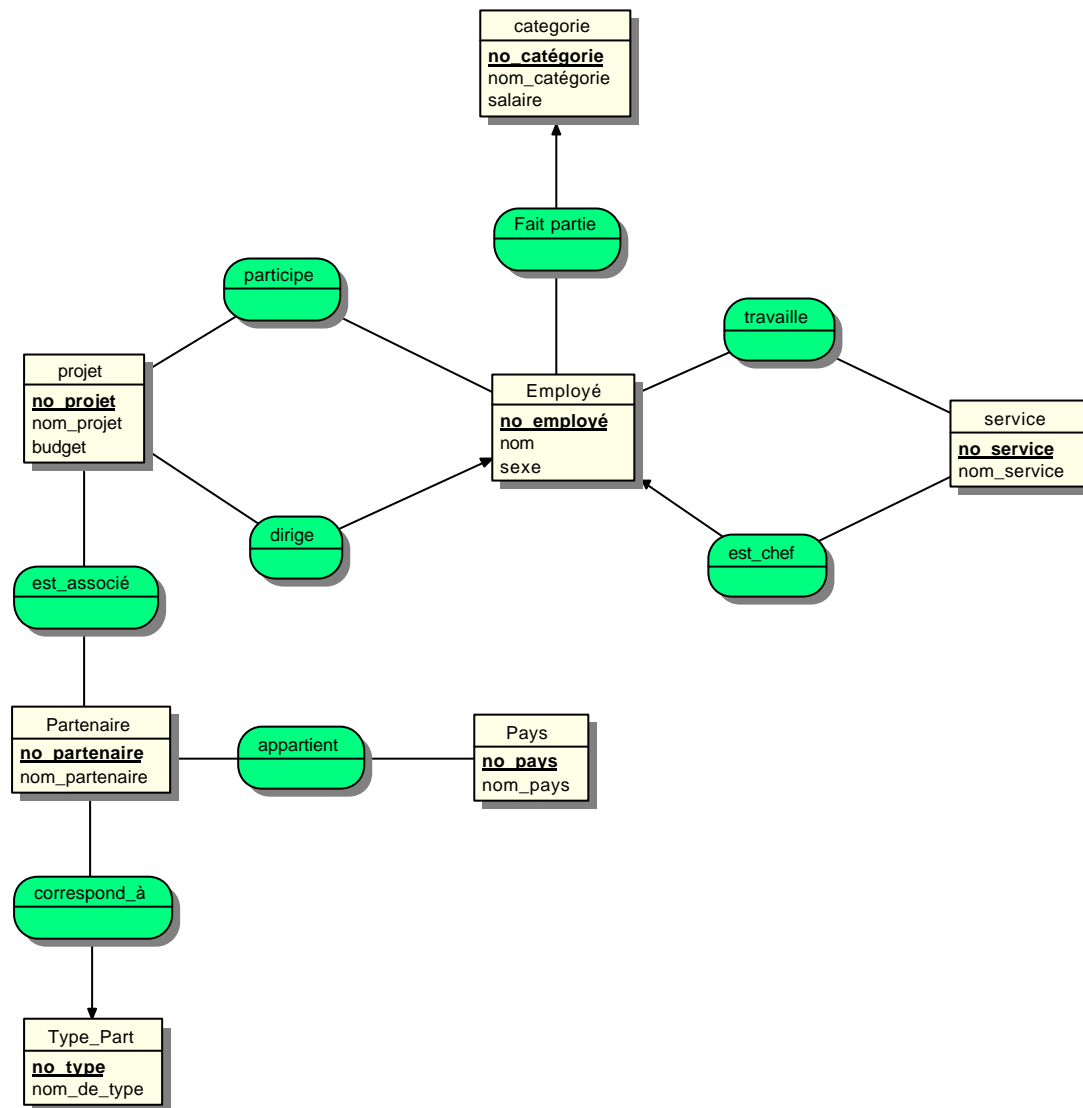 categorie
no_catégorie
nom_catégorie
salaire
Fait partie
participe
travaille
projet
no_projet
nom_projet
budget
Employé
no_employé
nom
sexe
service
no_service
nom_service
dirige
est_chef
est_associé
Partenaire
no_partenaire
nom_partenaire
appartient
Pays
no_pays
nom_pays
correspond_à
Type_Part
no_type
nom_de_type